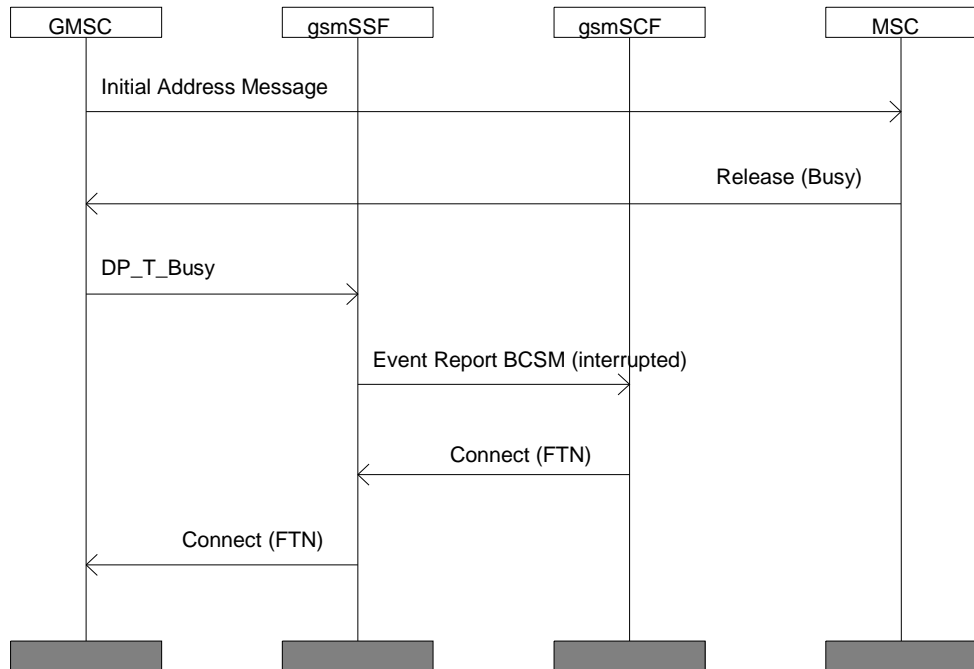 GMSC gsmSSF gsmSCF MSC
Initial Address Message
Release (Busy)
DP_T_Busy
Event Report BCSM (interrupted)
Connect (FTN)
Connect (FTN)